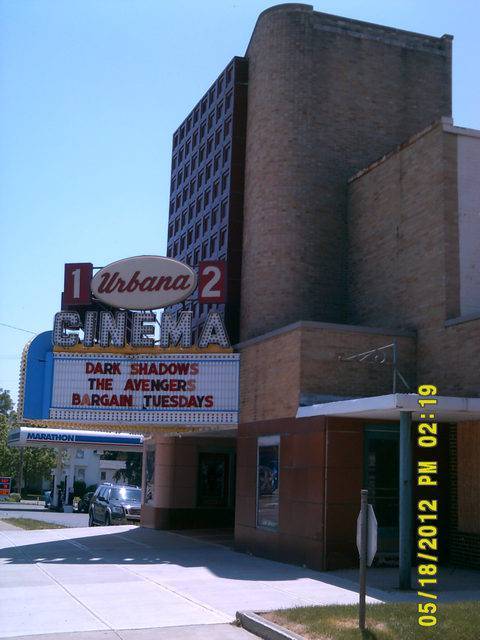 1 Urbana 2
CINEMA
DARK SHADOWS
THE AVENGERS
BARGAIN TUESDAYS
MARATHON
05/18/2012 PM 02:19